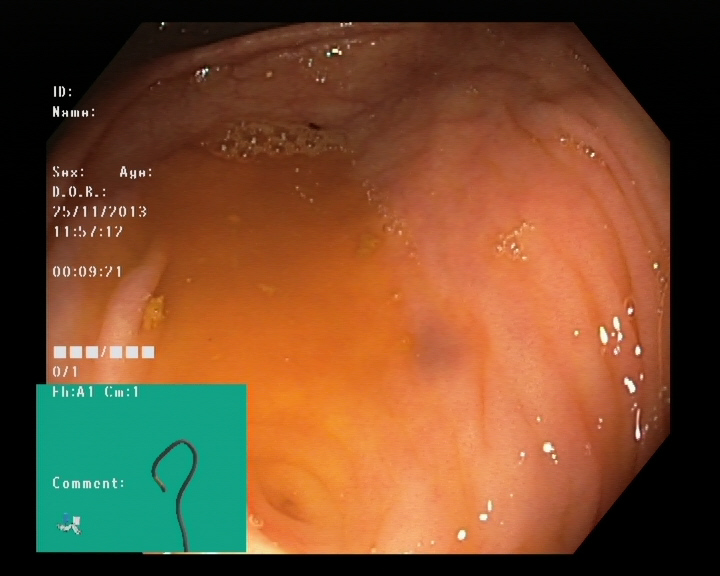 ID:
Name:
Sex: Age:
D.O.R.:
25/11/2013
11:57:12
00:09:21
■■■/■■■
0/1
Eh:A1 Cm:1
Comment: